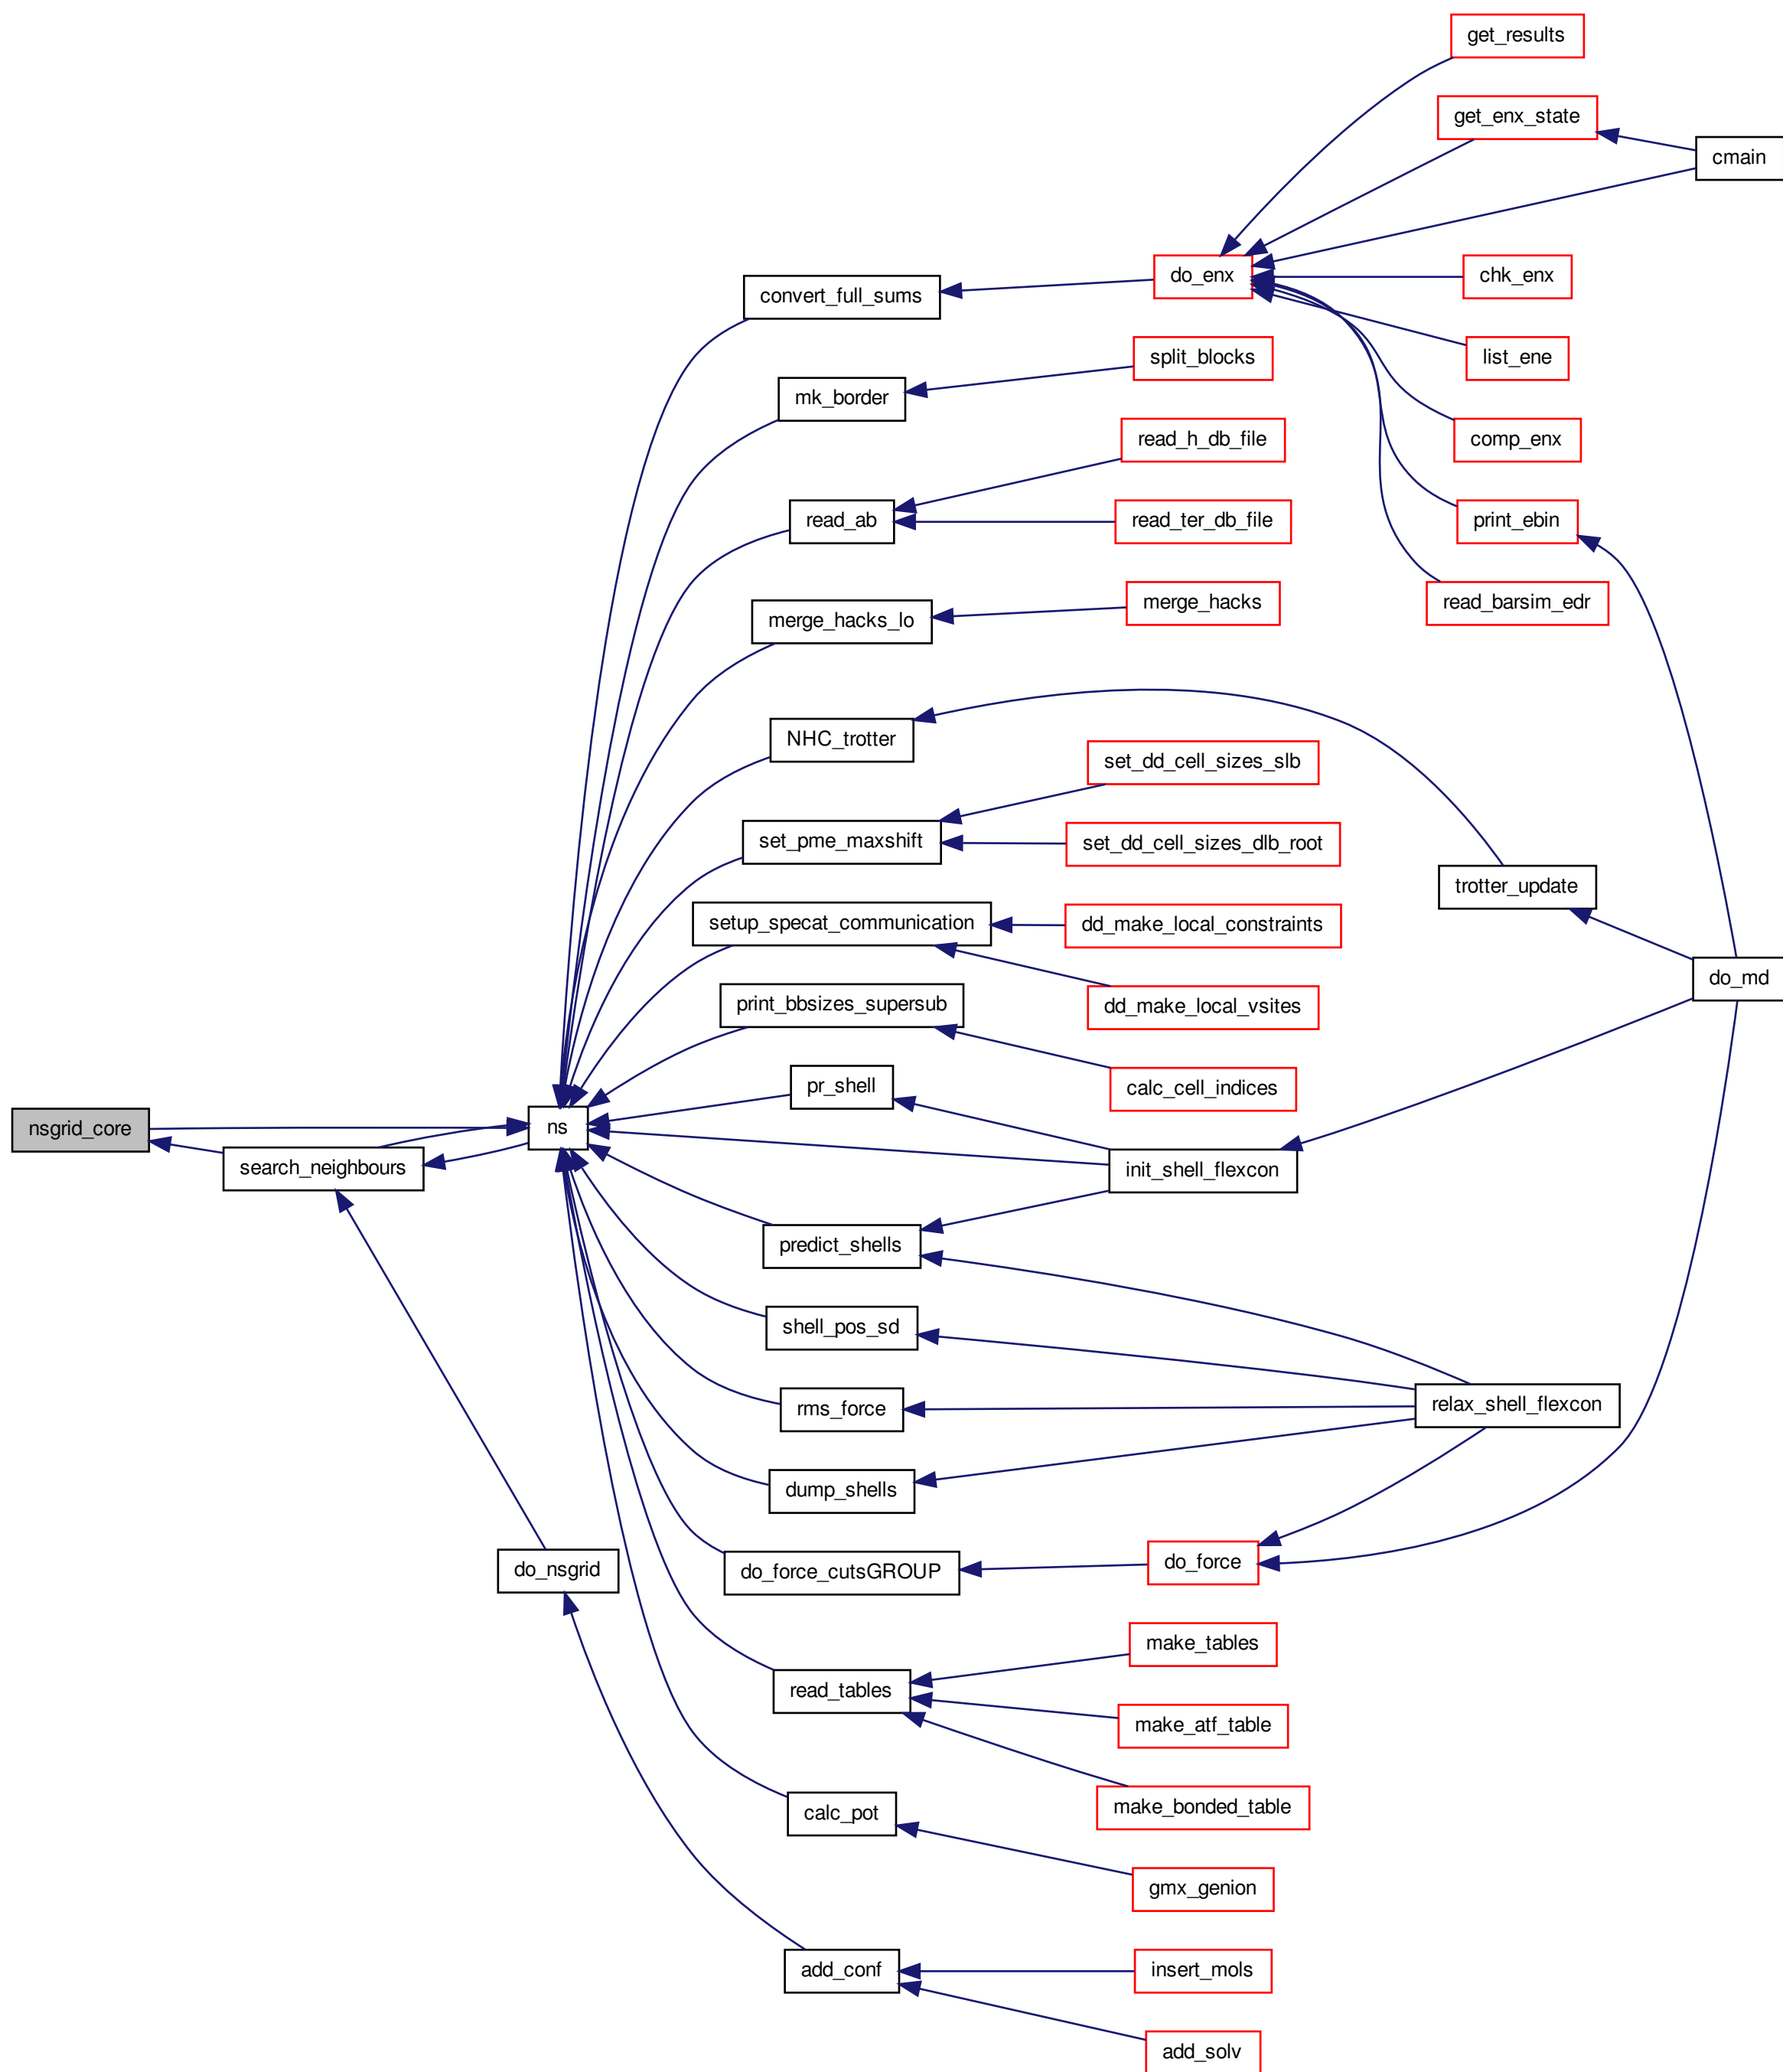 get_results
get_enx_state
cmain
do_enx
chk_enx
convert_full_sums
list_ene
split_blocks
mk_border
comp_enx
read_h_db_file
read_ab
read_ter_db_file
print_ebin
merge_hacks
read_barsim_edr
merge_hacks_lo
NHC_trotter
set_dd_cell_sizes_slb
set_pme_maxshift
set_dd_cell_sizes_dlb_root
trotter_update
setup_specat_communication
dd_make_local_constraints
do_md
print_bbsizes_supersub
dd_make_local_vsites
pr_shell
calc_cell_indices
nsgrid_core
ns
search_neighbours
init_shell_flexcon
predict_shells
shell_pos_sd
rms_force
relax_shell_flexcon
dump_shells
do_nsgrid
do_force_cutsGROUP
do_force
make_tables
read_tables
make_atf_table
calc_pot
make_bonded_table
gmx_genion
add_conf
insert_mols
add_solv